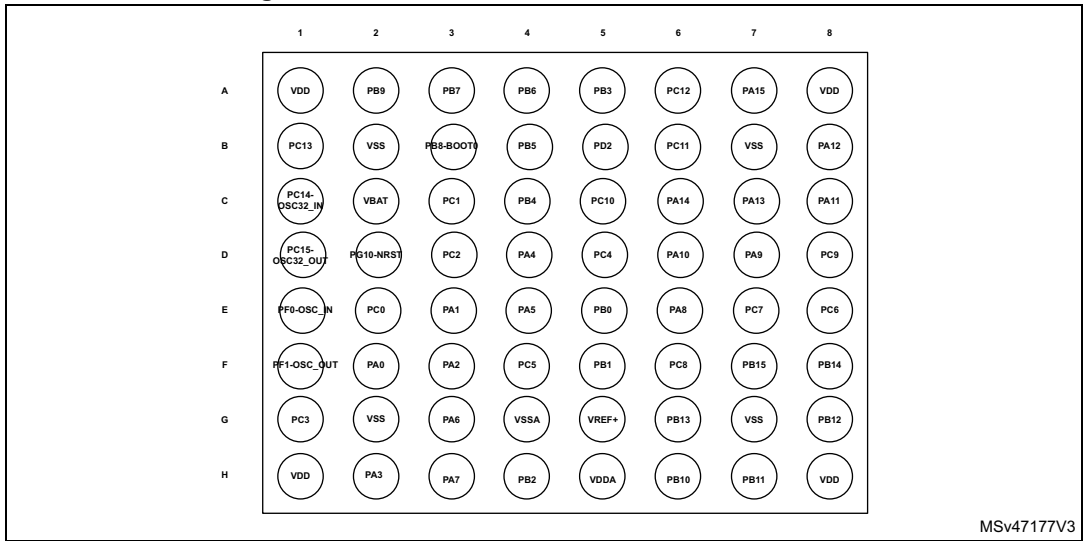 1 2 3 4 5 6 7 8
A VDD PB9 PB7 PB6 PB3 PC12 PA15 VDD
B PC13 VSS PB8-BOOT0 PB5 PD2 PC11 VSS PA12
C PC14-OSC32_IN VBAT PC1 PB4 PC10 PA14 PA13 PA11
D PC15-OSC32_OUT PG10-NRST PC2 PA4 PC4 PA10 PA9 PC9
E PF0-OSC_IN PC0 PA1 PA5 PB0 PA8 PC7 PC6
F PF1-OSC_OUT PA0 PA2 PC5 PB1 PC8 PB15 PB14
G PC3 VSS PA6 VSSA VREF+ PB13 VSS PB12
H VDD PA3 PA7 PB2 VDDA PB10 PB11 VDD
MSv47177V3